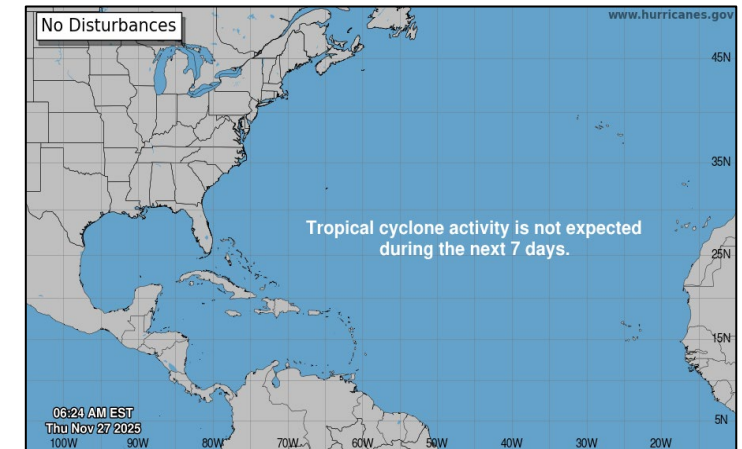 No Disturbances
www.hurricanes.gov
45N
35N
Tropical cyclone activity is not expected
during the next 7 days.
25N
15N
06:24 AM EST
Thu Nov 27 2025
5N
100W 90W 80W 70W 60W 50W 40W 30W 20W